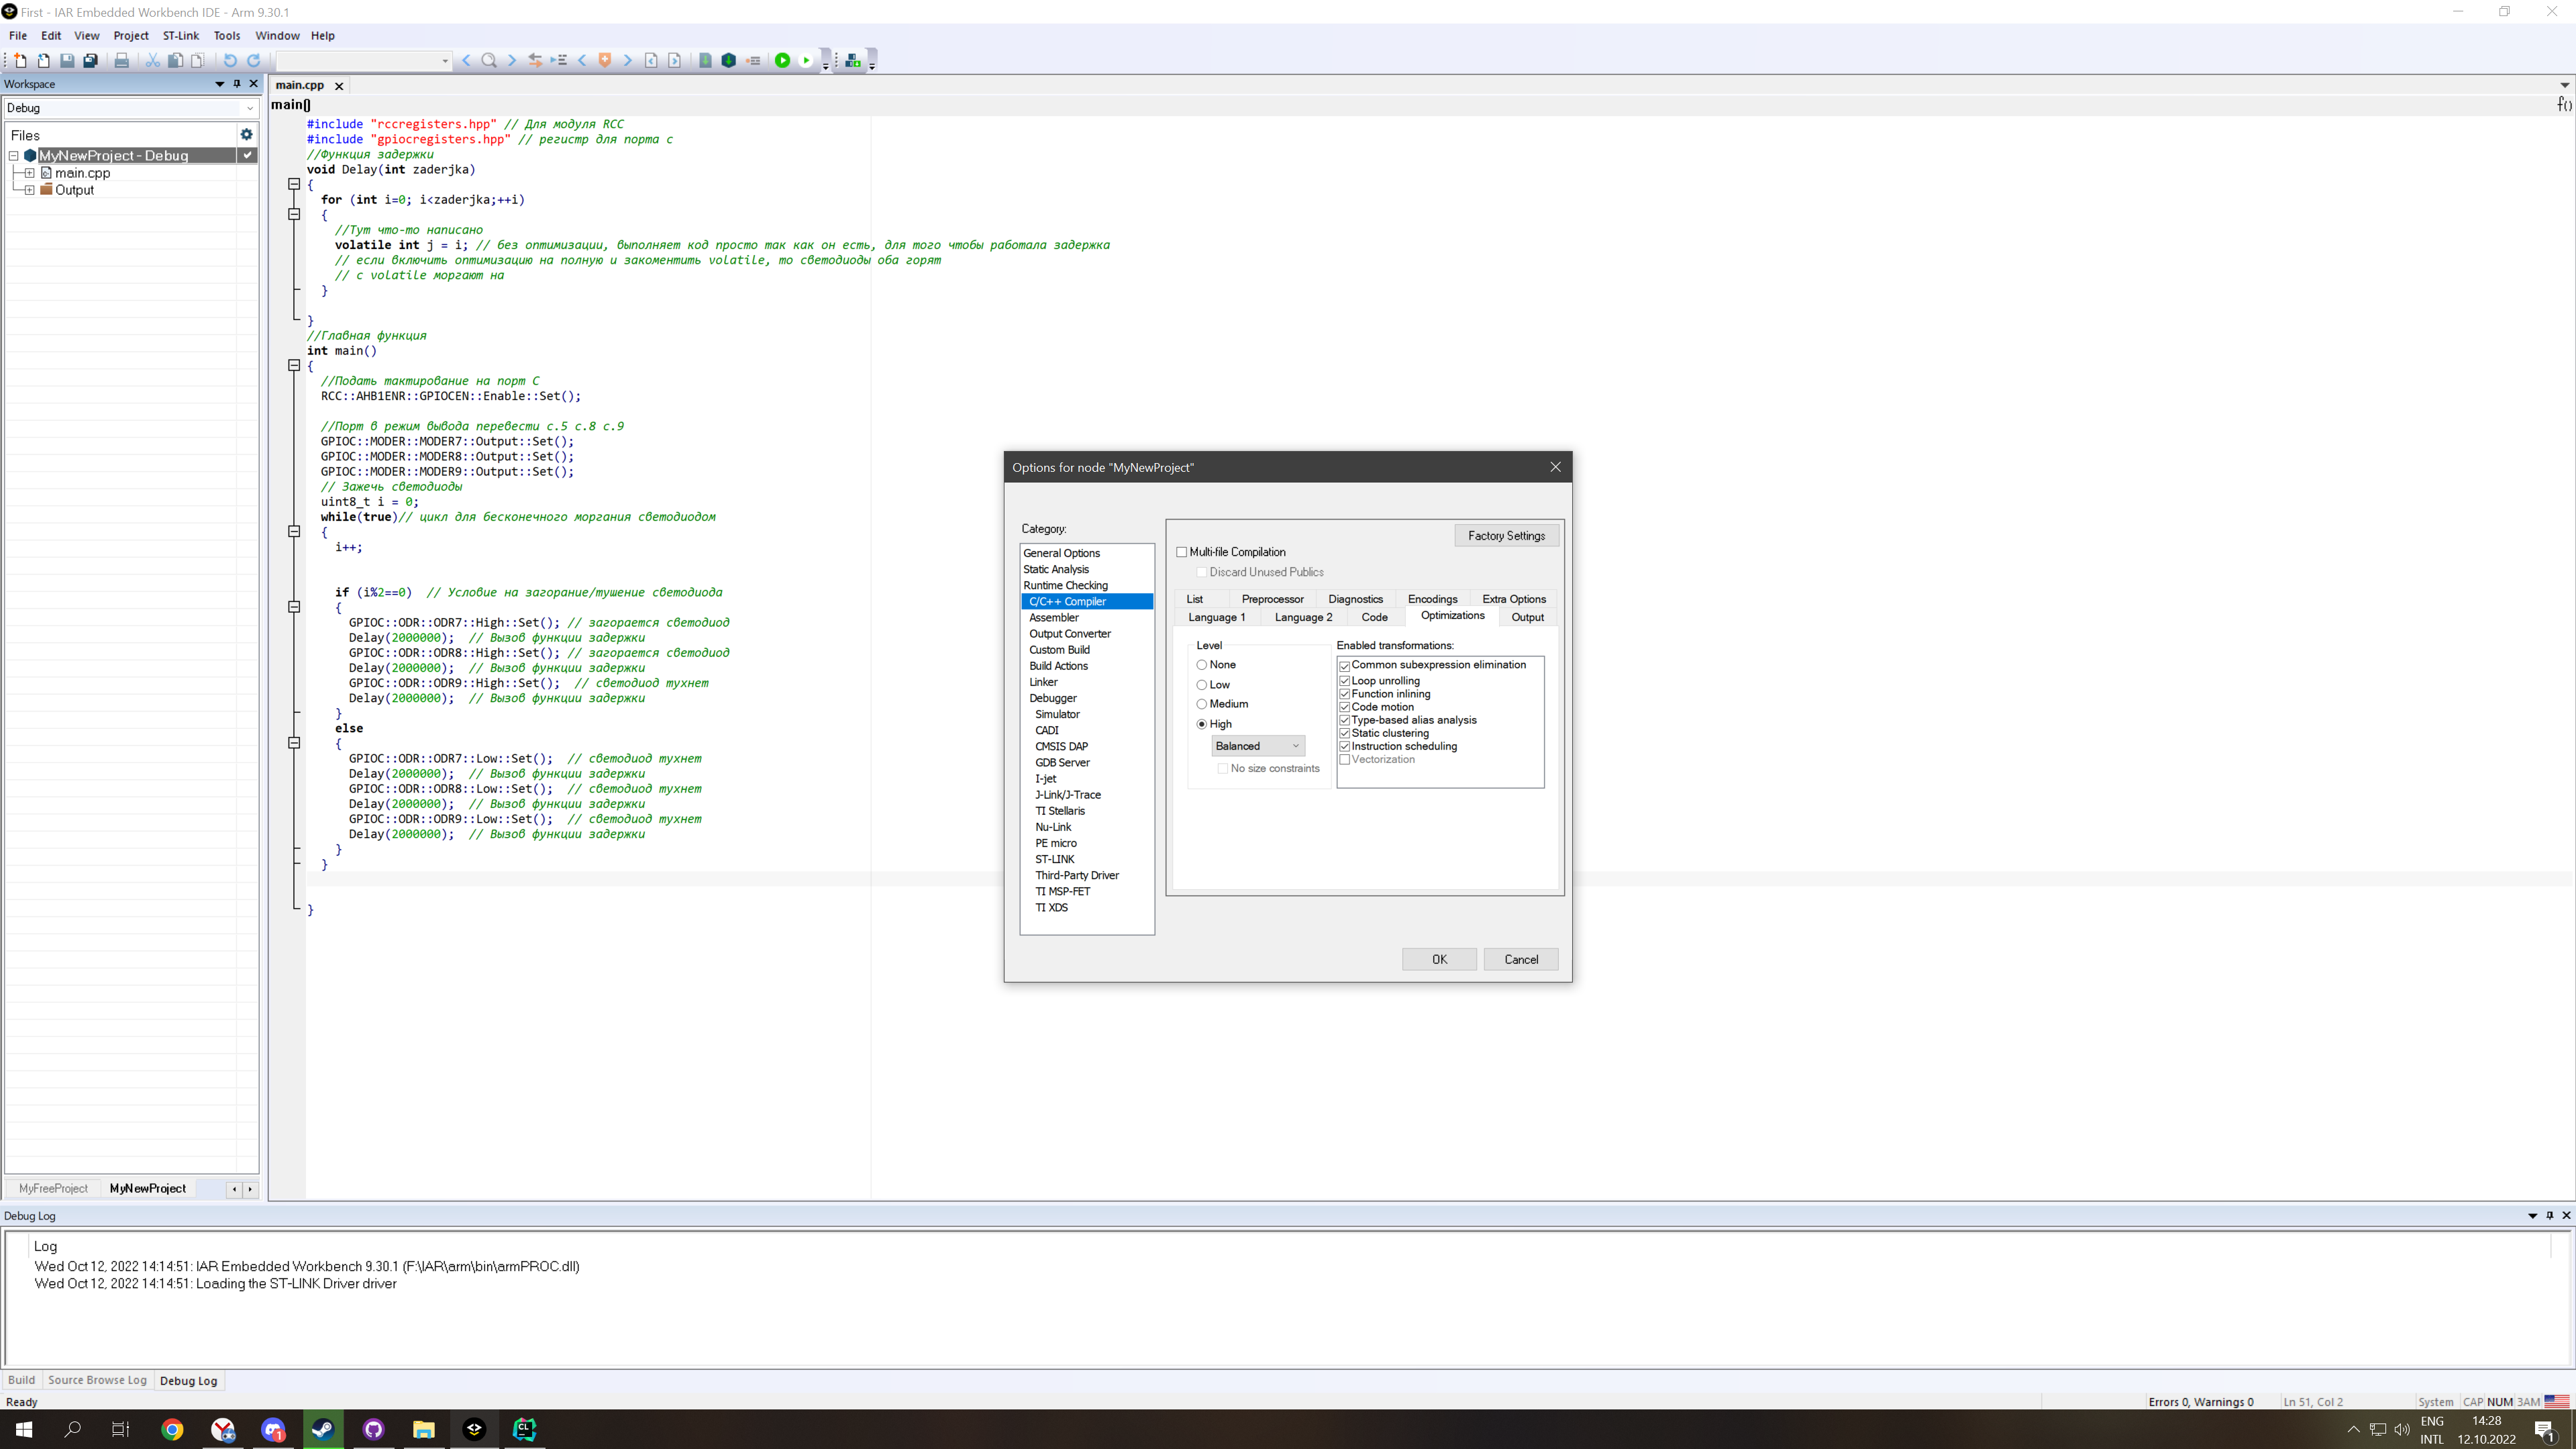 First - IAR Embedded Workbench IDE - Arm 9.30.1
File Edit View Project ST-Link Tools Window Help
Workspace
Debug
Files
MyNewProject - Debug
main.cpp
Output
MyFreeProject MyNewProject
main.cpp
main()
f()
#include "rccregisters.hpp" // Для модуля RCC
#include "gpiocregisters.hpp" // регистр для порта c
//Функция задержки
void Delay(int zaderjka)
{
for (int i=0; i<zaderjka;++i)
{
//Тут что-то написано
volatile int j = i; // без оптимизации, выполняет код просто так как он есть, для того чтобы работала задержка
// если включить оптимизацию на полную и закоментить volatile, то светодиоды оба горят
// с volatile моргают на
}
}
//Главная функция
int main()
{
//Подать тактирование на порт C
RCC::AHB1ENR::GPIOCEN::Enable::Set();
//Порт в режим вывода перевести c.5 c.8 c.9
GPIOC::MODER::MODER7::Output::Set();
GPIOC::MODER::MODER8::Output::Set();
GPIOC::MODER::MODER9::Output::Set();
// Зажечь светодиоды
uint8_t i = 0;
while(true)// цикл для бесконечного моргания светодиодом
{
i++;
if (i%2==0) // Условие на загорание/тушение светодиода
{
GPIOC::ODR::ODR7::High::Set(); // загорается светодиод
Delay(2000000); // Вызов функции задержки
GPIOC::ODR::ODR8::High::Set(); // загорается светодиод
Delay(2000000); // Вызов функции задержки
GPIOC::ODR::ODR9::High::Set(); // светодиод тухнет
Delay(2000000); // Вызов функции задержки
}
else
{
GPIOC::ODR::ODR7::Low::Set(); // светодиод тухнет
Delay(2000000); // Вызов функции задержки
GPIOC::ODR::ODR8::Low::Set(); // светодиод тухнет
Delay(2000000); // Вызов функции задержки
GPIOC::ODR::ODR9::Low::Set(); // светодиод тухнет
Delay(2000000); // Вызов функции задержки
}
}
}
Options for node "MyNewProject"
Category:
General Options
Static Analysis
Runtime Checking
C/C++ Compiler
Assembler
Output Converter
Custom Build
Build Actions
Linker
Debugger
Simulator
CADI
CMSIS DAP
GDB Server
I-jet
J-Link/J-Trace
TI Stellaris
Nu-Link
PE micro
ST-LINK
Third-Party Driver
TI MSP-FET
TI XDS
Factory Settings
Multi-file Compilation
Discard Unused Publics
List Preprocessor Diagnostics Encodings Extra Options
Language 1 Language 2 Code Optimizations Output
Level
None
Low
Medium
High
Balanced
No size constraints
Enabled transformations:
Common subexpression elimination
Loop unrolling
Function inlining
Code motion
Type-based alias analysis
Static clustering
Instruction scheduling
Vectorization
OK Cancel
Debug Log
Log
Wed Oct 12, 2022 14:14:51: IAR Embedded Workbench 9.30.1 (F:\IAR\arm\bin\armPROC.dll)
Wed Oct 12, 2022 14:14:51: Loading the ST-LINK Driver driver
Build Source Browse Log Debug Log
Ready
Errors 0, Warnings 0 Ln 51, Col 2 System CAP NUM ЗАМ
CL
1
ENG
INTL
14:28
12.10.2022
1